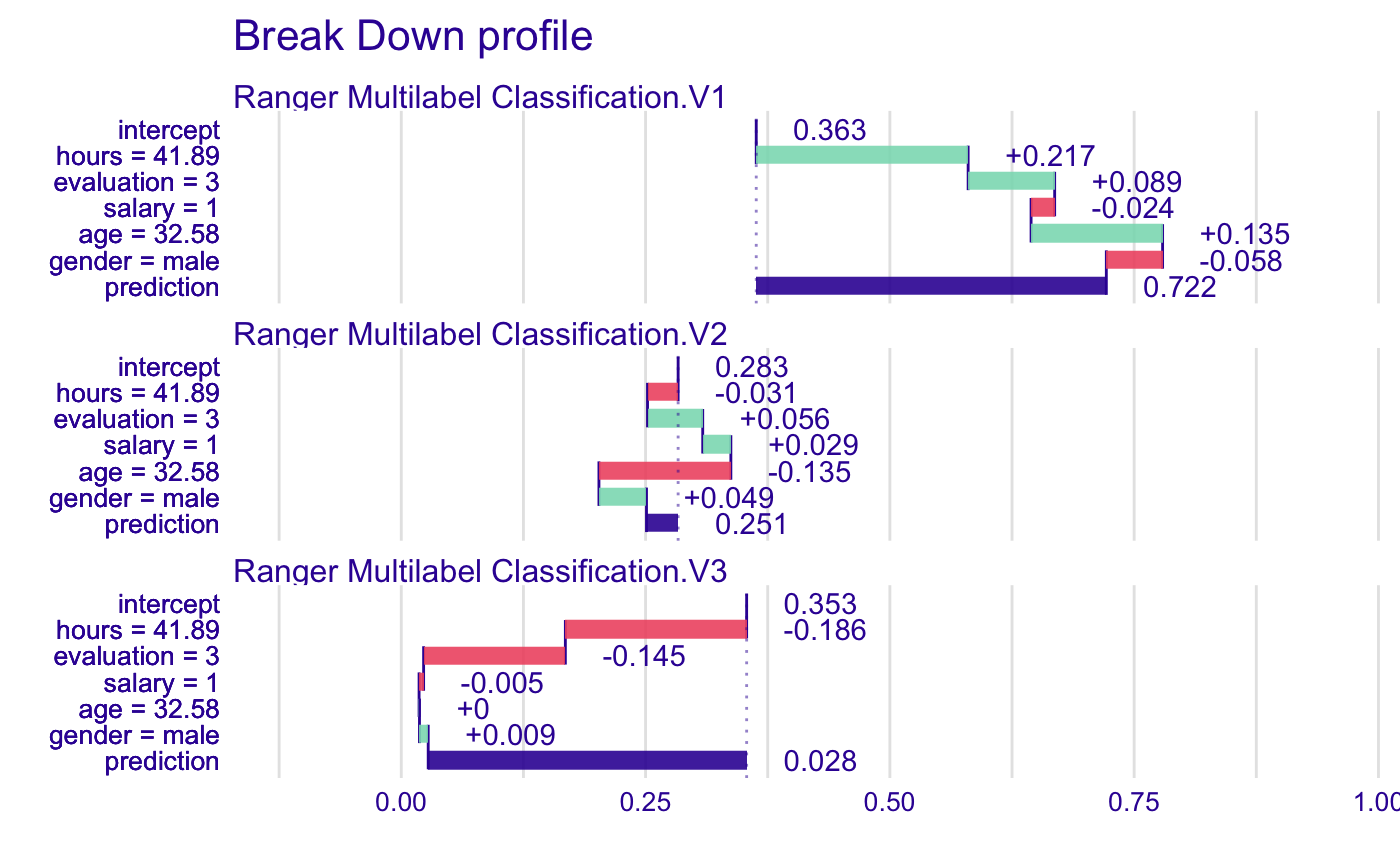 Break Down profile
Ranger Multilabel Classification.V1
intercept 0.363
hours = 41.89 +0.217
evaluation = 3 +0.089
salary = 1 -0.024
age = 32.58 +0.135
gender = male -0.058
prediction 0.722
Ranger Multilabel Classification.V2
intercept 0.283
hours = 41.89 -0.031
evaluation = 3 +0.056
salary = 1 +0.029
age = 32.58 -0.135
gender = male +0.049
prediction 0.251
Ranger Multilabel Classification.V3
intercept 0.353
hours = 41.89 -0.186
evaluation = 3 -0.145
salary = 1 -0.005
age = 32.58 +0
gender = male +0.009
prediction 0.028
0.00 0.25 0.50 0.75 1.00